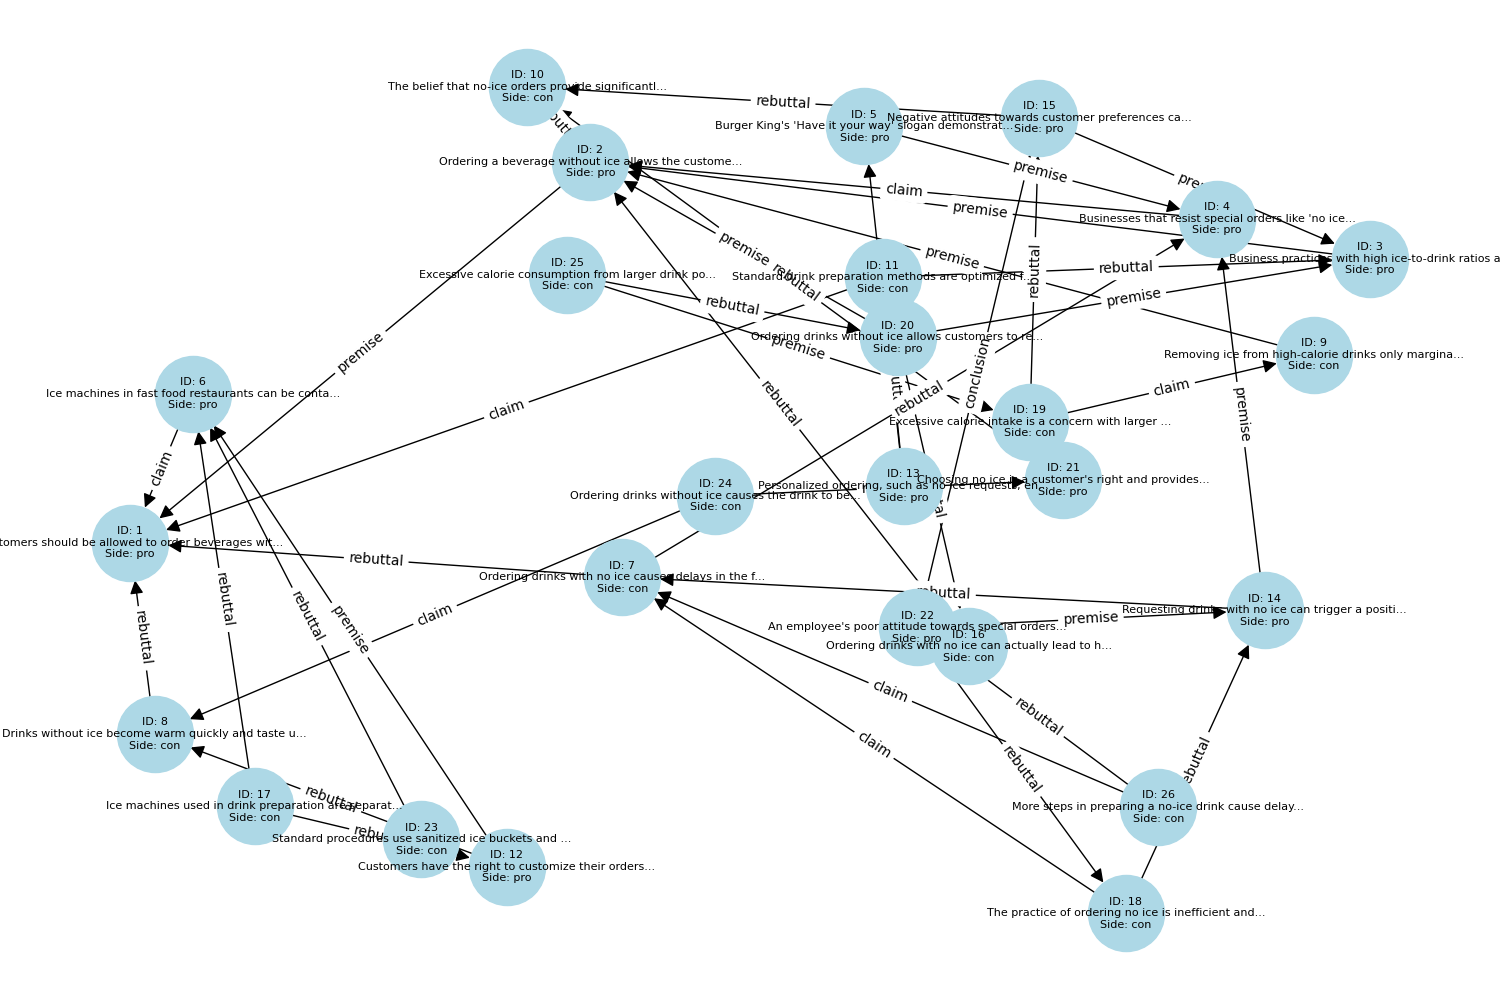 ID: 10
The belief that no-ice orders provide significantl...
Side: con
rebuttal
ID: 5
Burger King's 'Have it your way' slogan demonstrat...
Side: pro
ID: 15
Negative attitudes towards customer preferences ca...
Side: pro
ID: 2
Ordering a beverage without ice allows the custome...
Side: pro
premise
claim
premise
ID: 4
Businesses that resist special orders like 'no ice...
Side: pro
ID: 3
Business practices with high ice-to-drink ratios a
Side: pro
premise
rebuttal
premise
rebuttal
ID: 25
Excessive calorie consumption from larger drink po...
Side: con
ID: 11
Standard drink preparation methods are optimized f...
Side: con
rebuttal
premise
rebuttal
premise
ID: 20
Ordering drinks without ice allows customers to re...
Side: pro
premise
ID: 9
Removing ice from high-calorie drinks only margina...
Side: con
premise
ID: 6
Ice machines in fast food restaurants can be conta...
Side: pro
conclusion
claim
rebuttal
rebuttal
claim
premise
ID: 19
Excessive calorie intake is a concern with larger ...
Side: con
claim
ID: 24
Ordering drinks without ice causes the drink to be...
Side: con
ID: 13
Personalized ordering, such as no-ice requests, en
Side: pro
ID: 21
Choosing no ice is a customer's right and provides...
Side: pro
ID: 1
tomers should be allowed to order beverages wit...
Side: pro
rebuttal
ID: 7
Ordering drinks with no ice causes delays in the f...
Side: con
rebuttal
rebuttal
rebuttal
premise
claim
ID: 14
Requesting drinks with no ice can trigger a positi...
Side: pro
premise
ID: 22
An employee's poor attitude towards special orders...
Side: pro
ID: 16
Ordering drinks with no ice can actually lead to h...
Side: con
rebuttal
claim
rebuttal
claim
rebuttal
rebuttal
ID: 8
Drinks without ice become warm quickly and taste u...
Side: con
rebuttal
ID: 17
Ice machines used in drink preparation are separat...
Side: con
ID: 23
Standard procedures use sanitized ice buckets and ...
Side: con
ID: 12
Customers have the right to customize their orders...
Side: pro
ID: 26
More steps in preparing a no-ice drink cause delay...
Side: con
ID: 18
The practice of ordering no ice is inefficient and...
Side: con